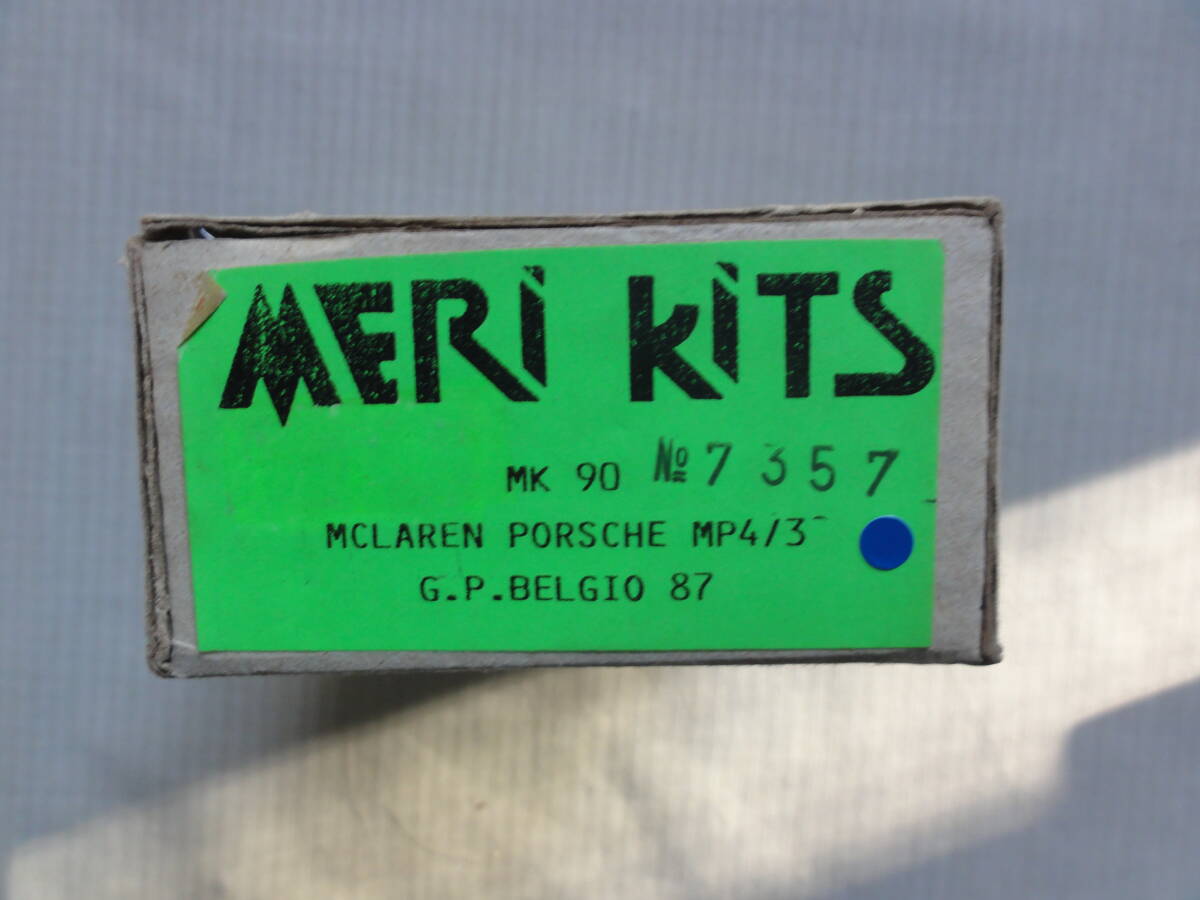 MERi KiTS
MK 90 № 7357
MCLAREN PORSCHE MP4/3
G.P.BELGIO 87